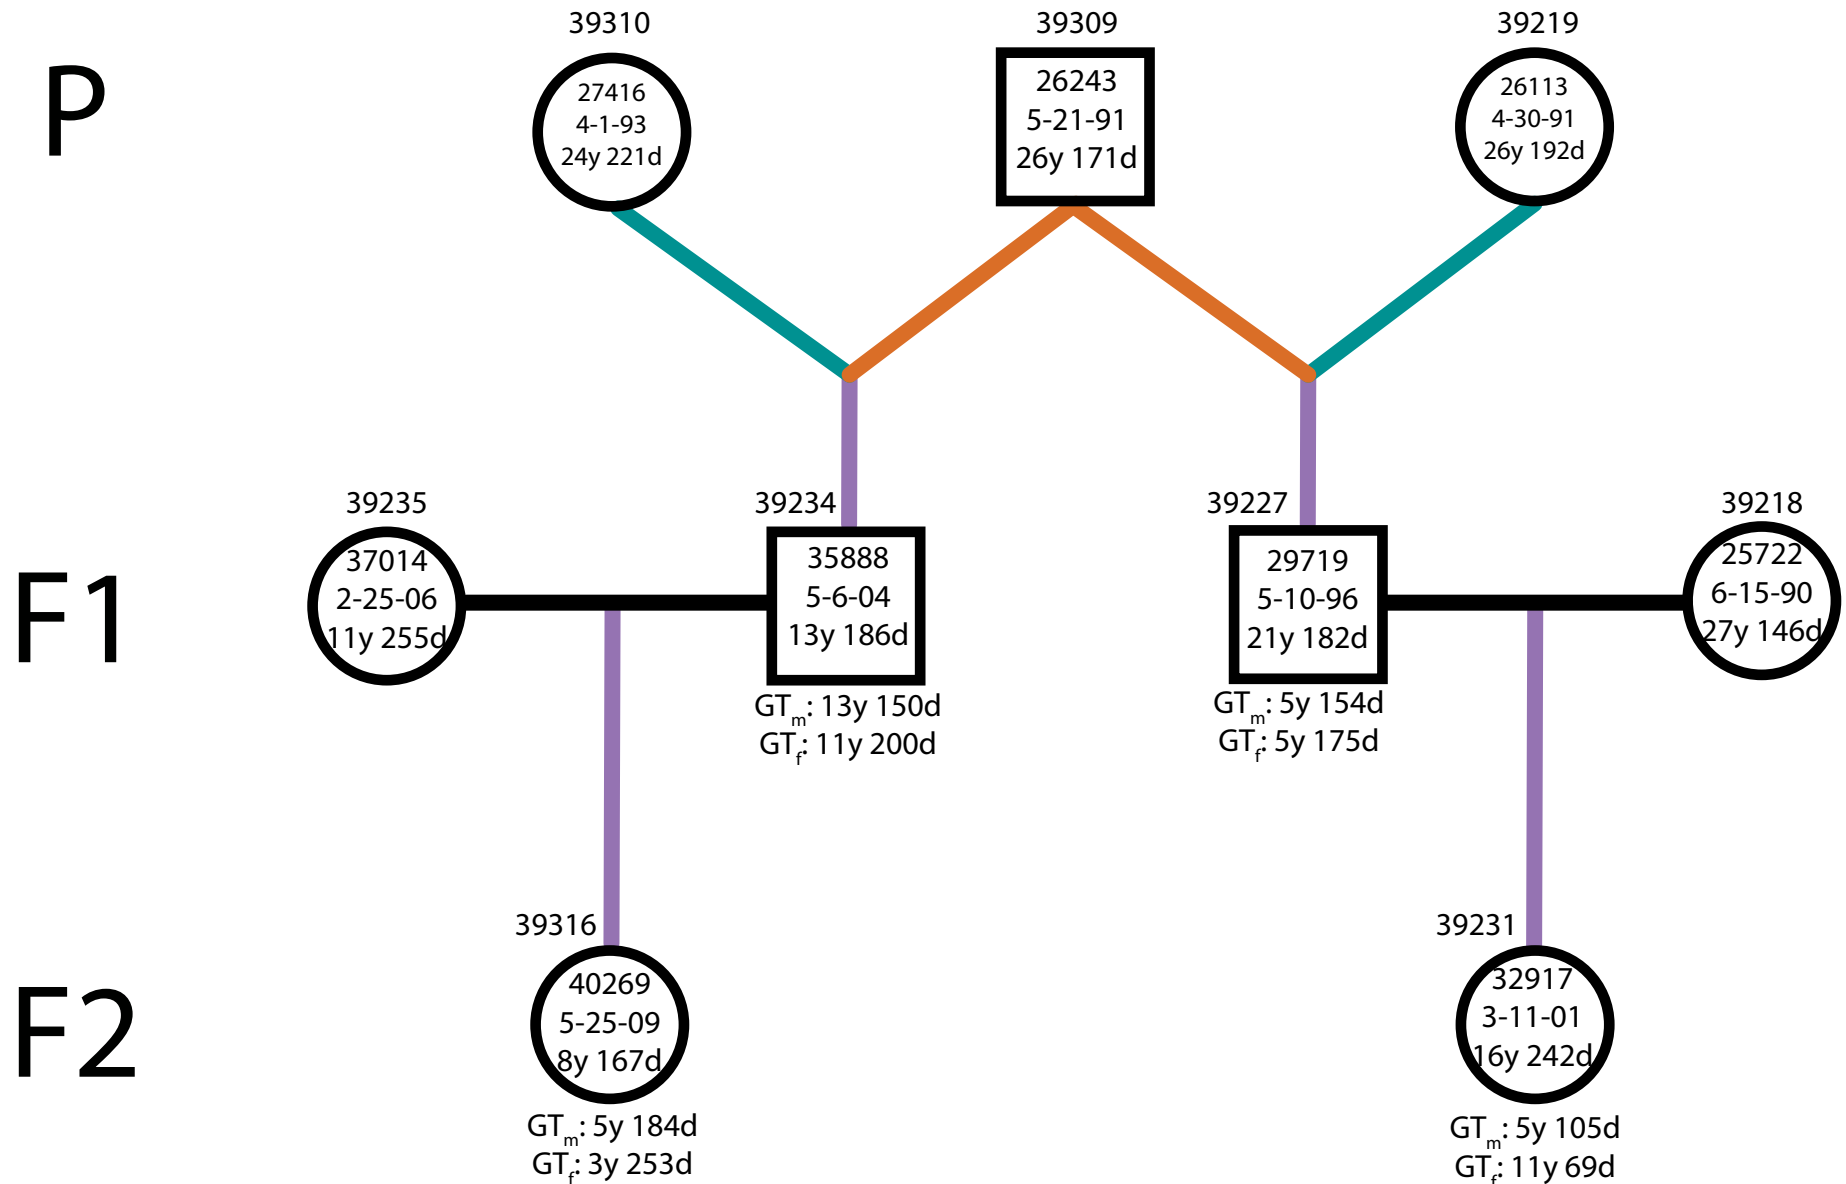 P
39310
27416
4-1-93
24y 221d
39309
26243
5-21-91
26y 171d
39219
26113
4-30-91
26y 192d
F1
39235
37014
2-25-06
11y 255d
39234
35888
5-6-04
13y 186d
GTm: 13y 150d
GTf: 11y 200d
39227
29719
5-10-96
21y 182d
GTm: 5y 154d
GTf: 5y 175d
39218
25722
6-15-90
27y 146d
F2
39316
40269
5-25-09
8y 167d
GTm: 5y 184d
GTf: 3y 253d
39231
32917
3-11-01
16y 242d
GTm: 5y 105d
GTf: 11y 69d